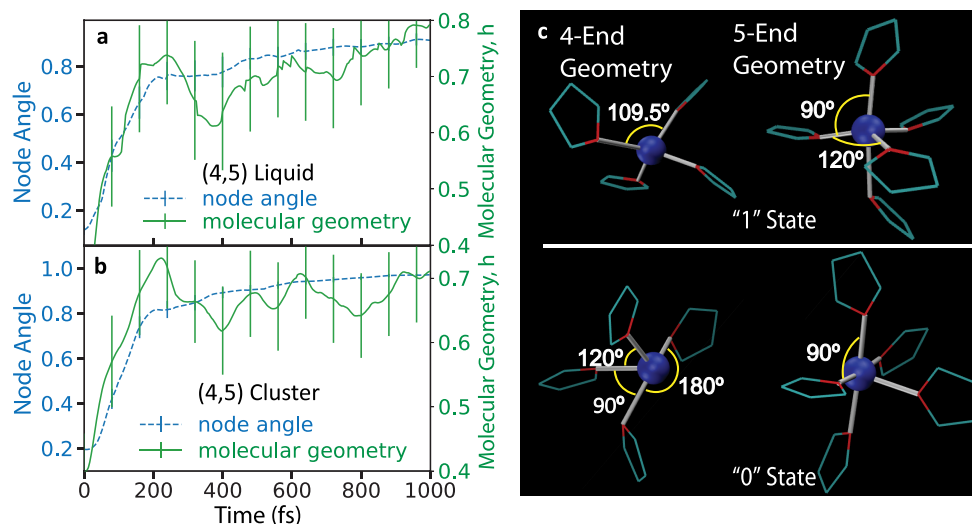 a
Node Angle
0.8
0.6
0.4
0.2
0.8
0.7
0.6
0.5
0.4
Molecular Geometry, h
(4,5) Liquid
node angle
molecular geometry
b
Node Angle
1.0
0.8
0.6
0.4
0.2
0.7
0.6
0.5
0.4
Molecular Geometry, h
(4,5) Cluster
node angle
molecular geometry
0 200 400 600 800 1000
Time (fs)
c
4-End
Geometry
5-End
Geometry
109.5º
90º
120º
“1” State
120º
90º
180º
90º
“0” State